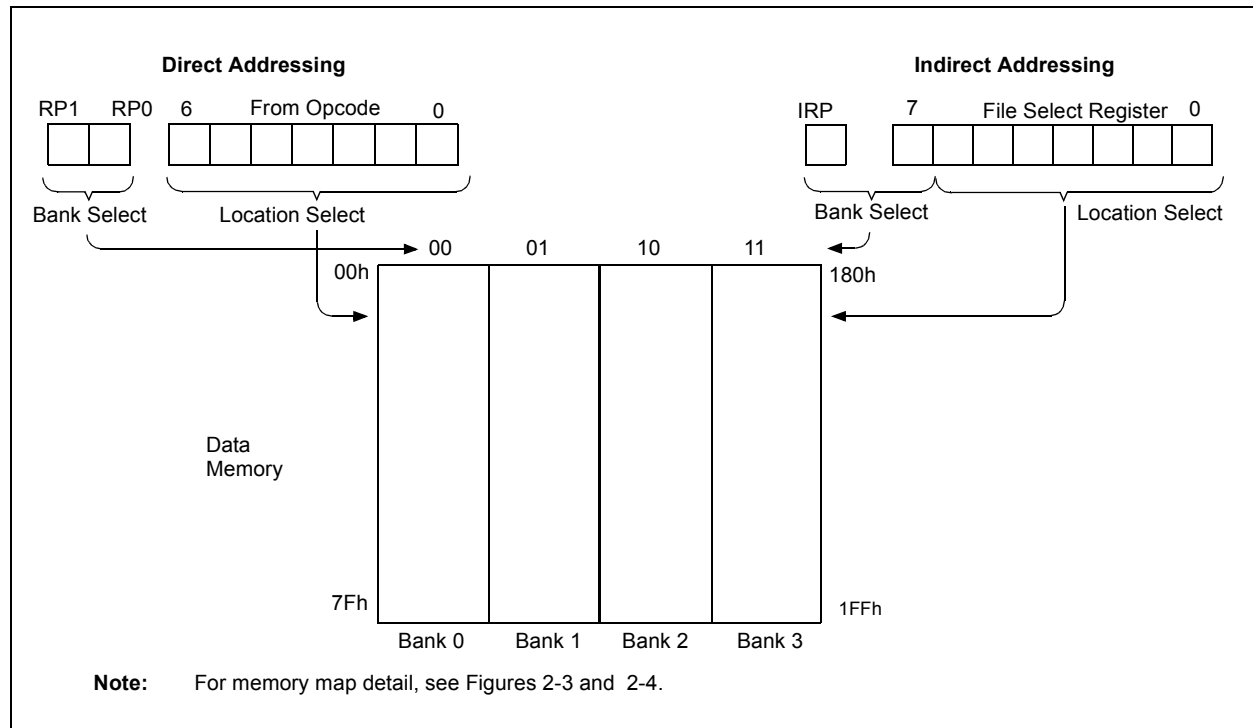 Direct Addressing
Indirect Addressing
RP1 RP0 6 From Opcode 0
IRP 7 File Select Register 0
Bank Select Location Select
Bank Select Location Select
00 01 10 11
00h 180h
Data
Memory
7Fh 1FFh
Bank 0 Bank 1 Bank 2 Bank 3
Note: For memory map detail, see Figures 2-3 and 2-4.